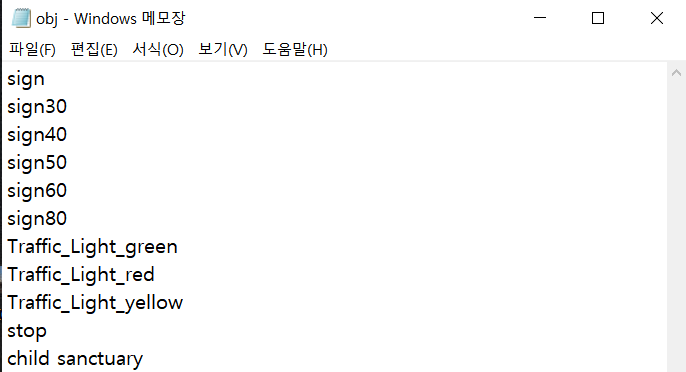 obj - Windows 메모장
파일(F) 편집(E) 서식(O) 보기(V) 도움말(H)
sign
sign30
sign40
sign50
sign60
sign80
Traffic_Light_green
Traffic_Light_red
Traffic_Light_yellow
stop
child sanctuary